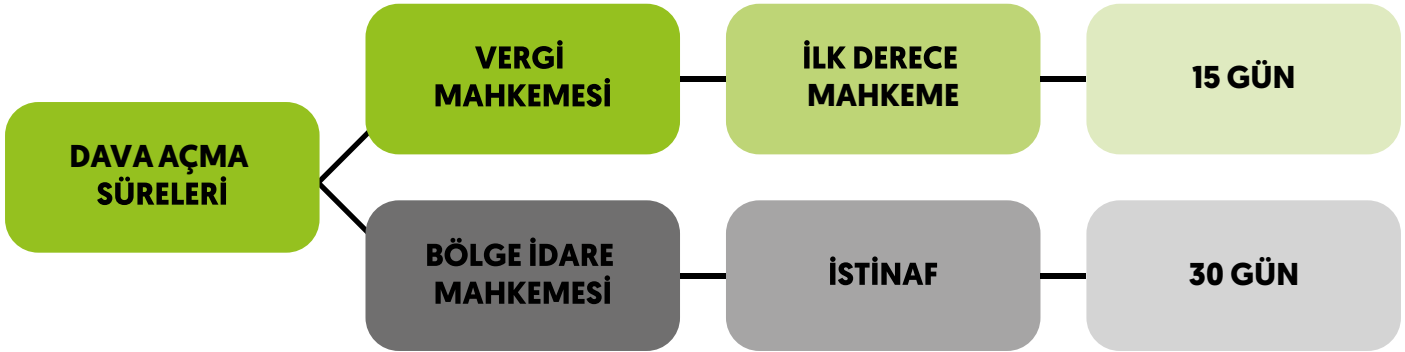 DAVA AÇMA
SÜRELERİ
VERGİ
MAHKEMESİ
İLK DERECE
MAHKEME
15 GÜN
BÖLGE İDARE
MAHKEMESİ
İSTİNAF
30 GÜN